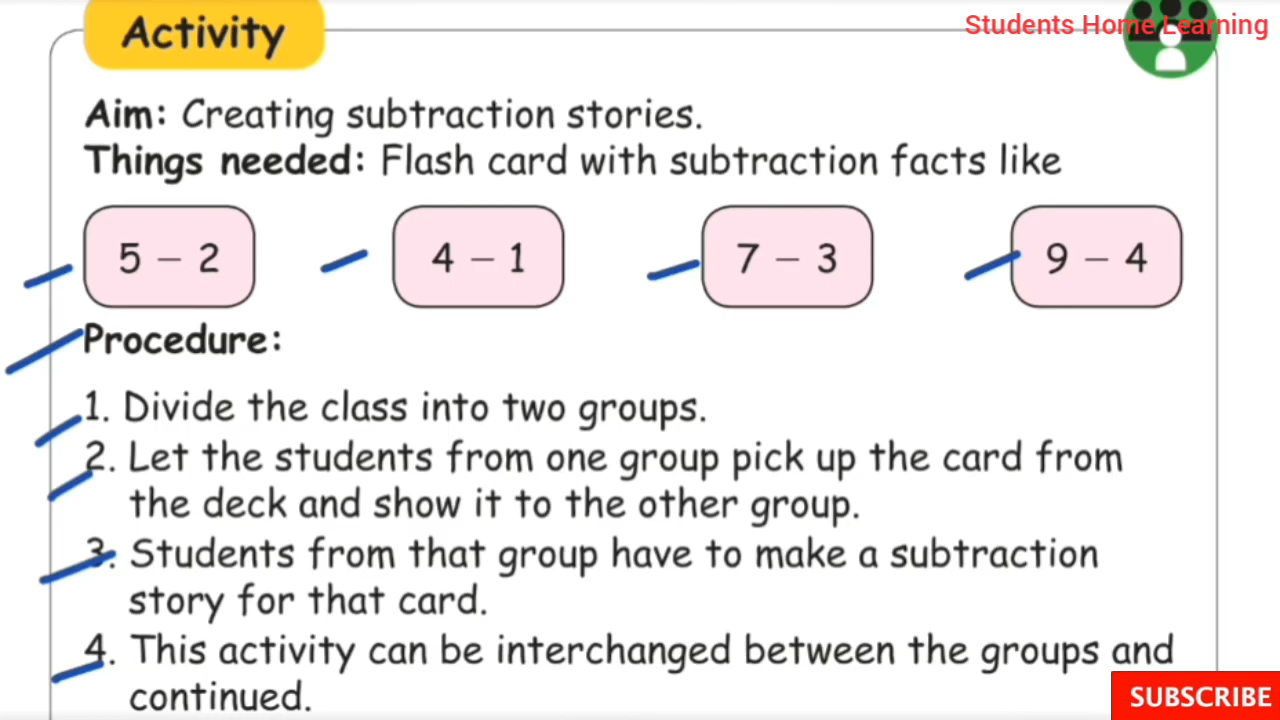 Students Home Learning
Activity
Aim: Creating subtraction stories.
Things needed: Flash card with subtraction facts like
5 – 2 4 – 1 7 – 3 9 – 4
Procedure:
1. Divide the class into two groups.
2. Let the students from one group pick up the card from
the deck and show it to the other group.
3. Students from that group have to make a subtraction
story for that card.
4. This activity can be interchanged between the groups and
continued.
SUBSCRIBE